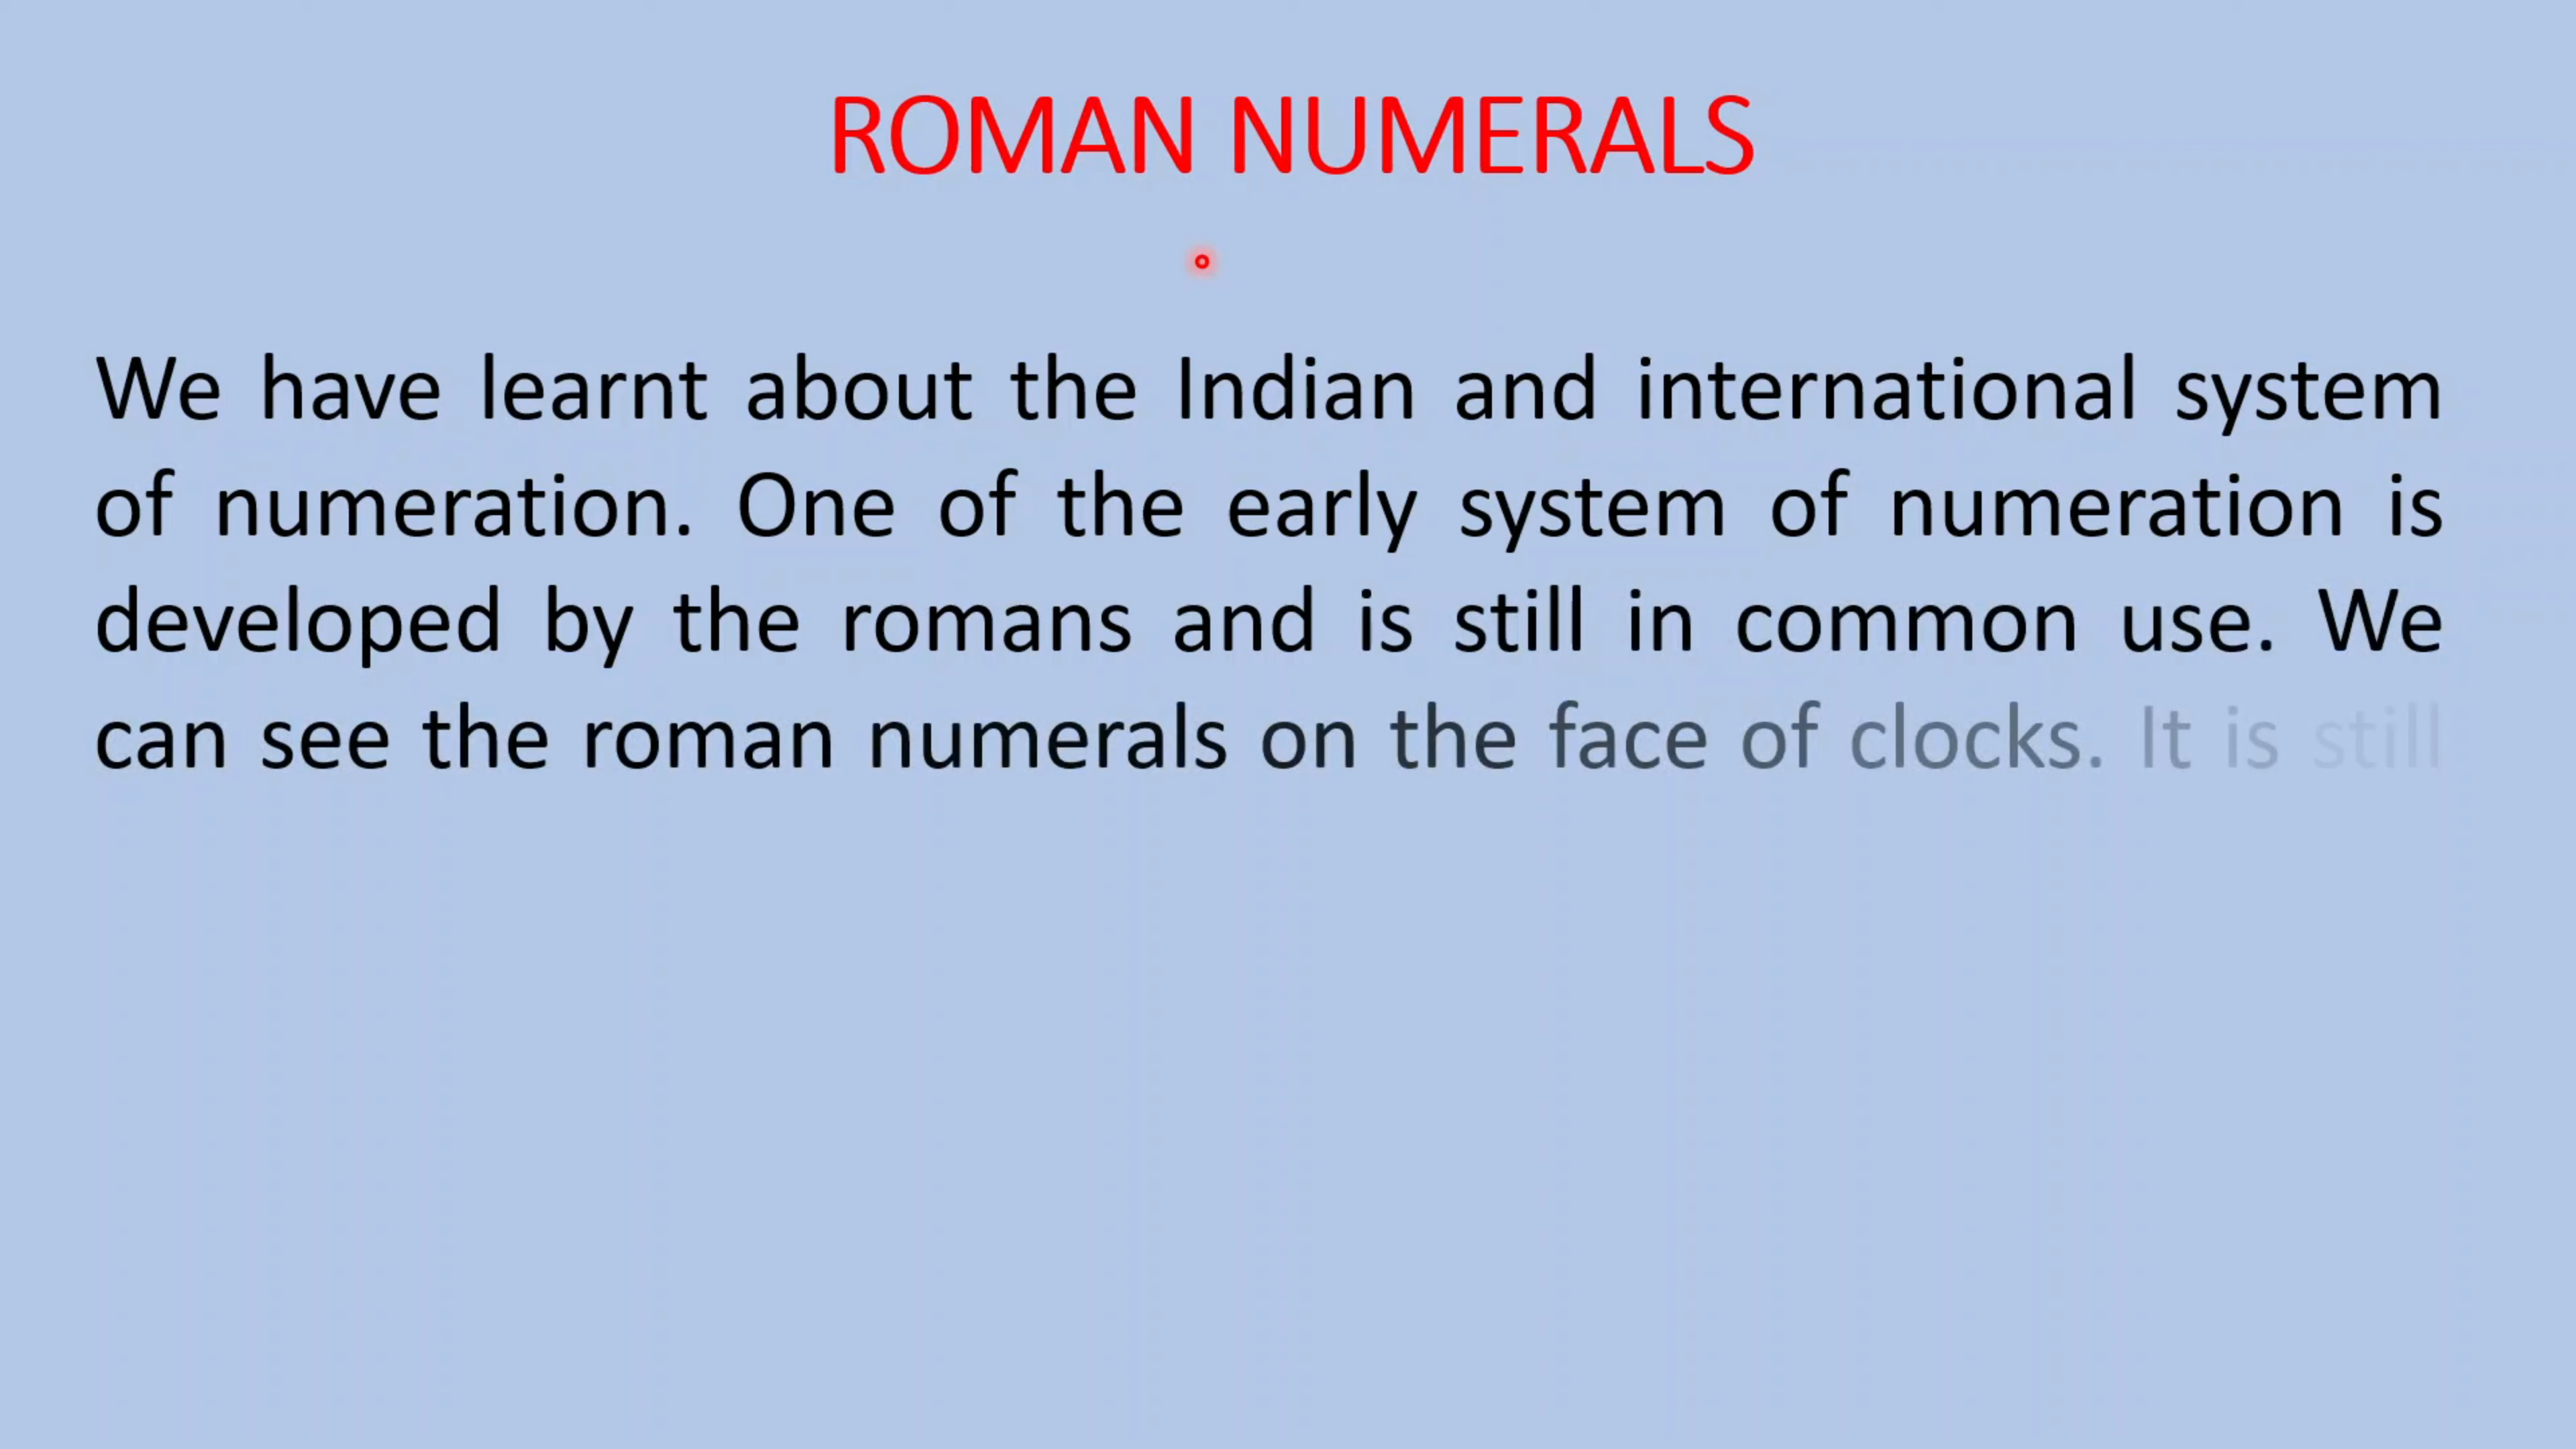 ROMAN NUMERALS
We have learnt about the Indian and international system
of numeration. One of the early system of numeration is
developed by the romans and is still in common use. We
can see the roman numerals on the face of clocks. It is still